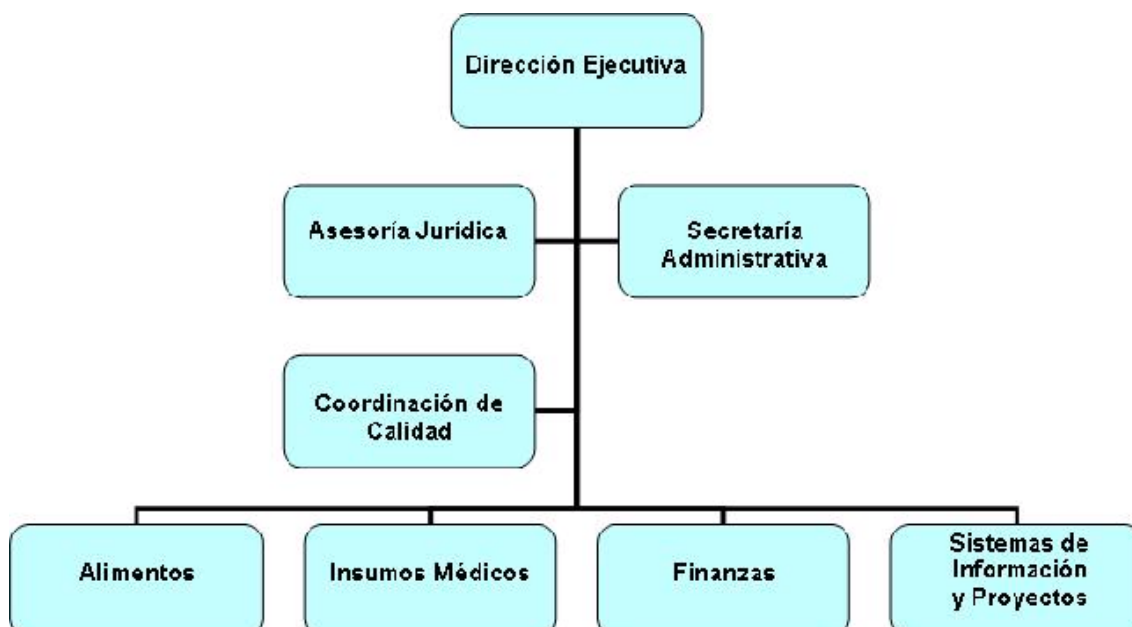 Dirección Ejecutiva
Asesoría Jurídica
Secretaría
Administrativa
Coordinación de
Calidad
Alimentos
Insumos Médicos
Finanzas
Sistemas de
Información
y Proyectos